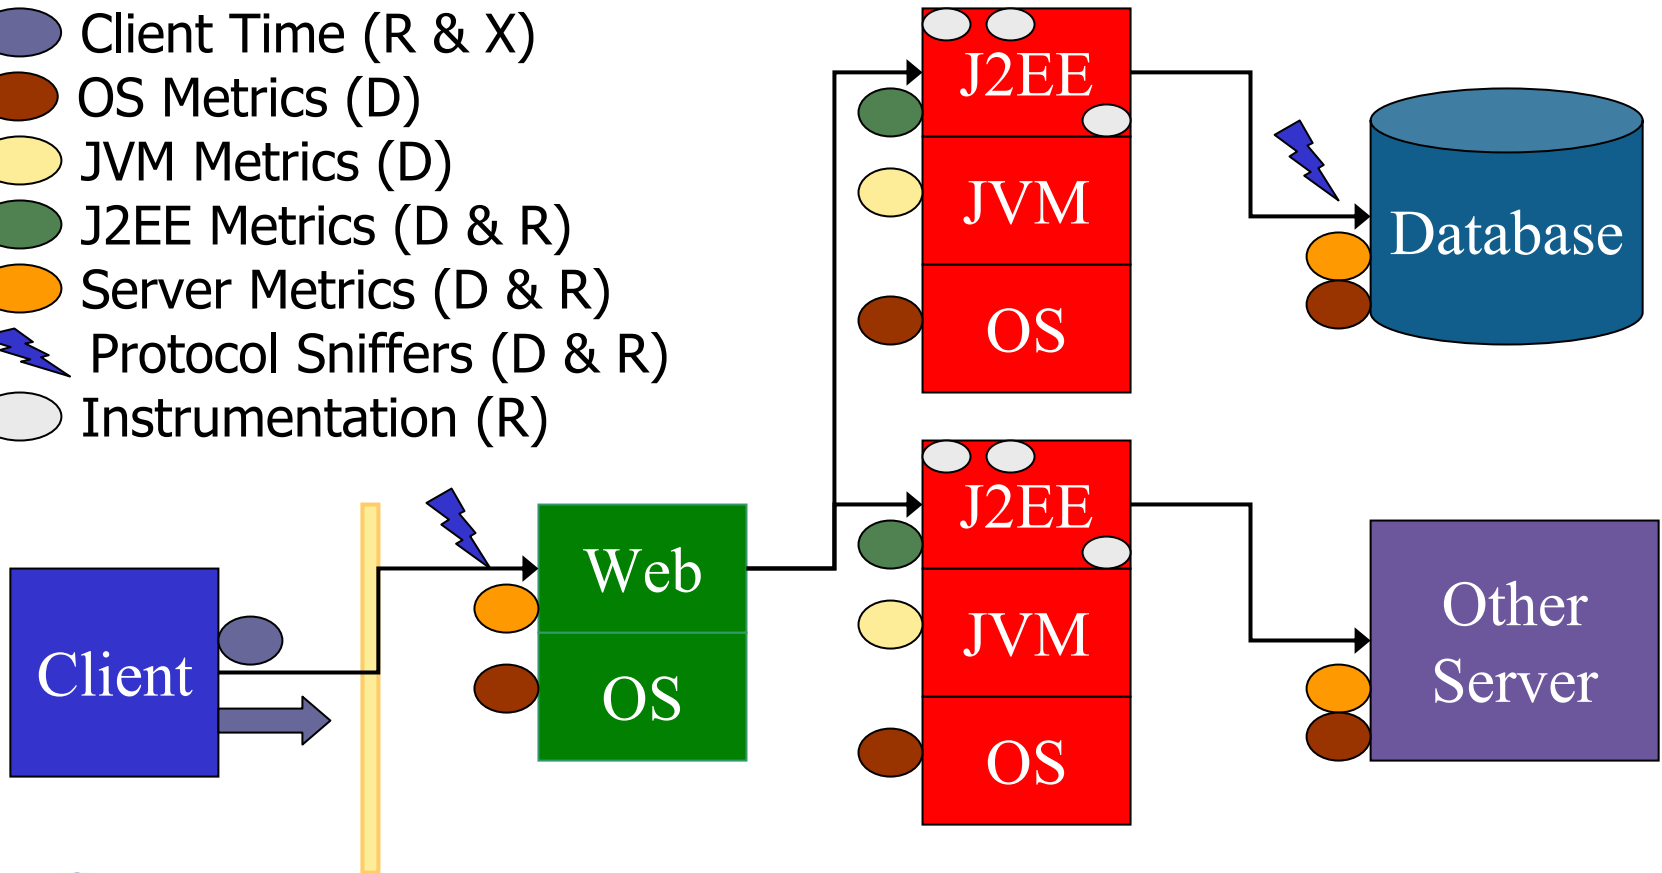 Client Time (R & X)
OS Metrics (D)
JVM Metrics (D)
J2EE Metrics (D & R)
Server Metrics (D & R)
Protocol Sniffers (D & R)
Instrumentation (R)
J2EE
JVM
OS
Database
Client
Web
OS
J2EE
JVM
OS
Other
Server